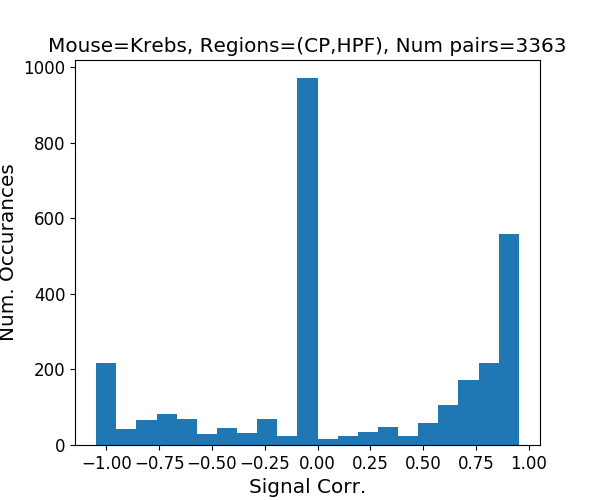 Mouse=Krebs, Regions=(CP,HPF), Num pairs=3363
1000
800
600
400
200
0
Num. Occurances
−1.00 −0.75 −0.50 −0.25 0.00 0.25 0.50 0.75 1.00
Signal Corr.